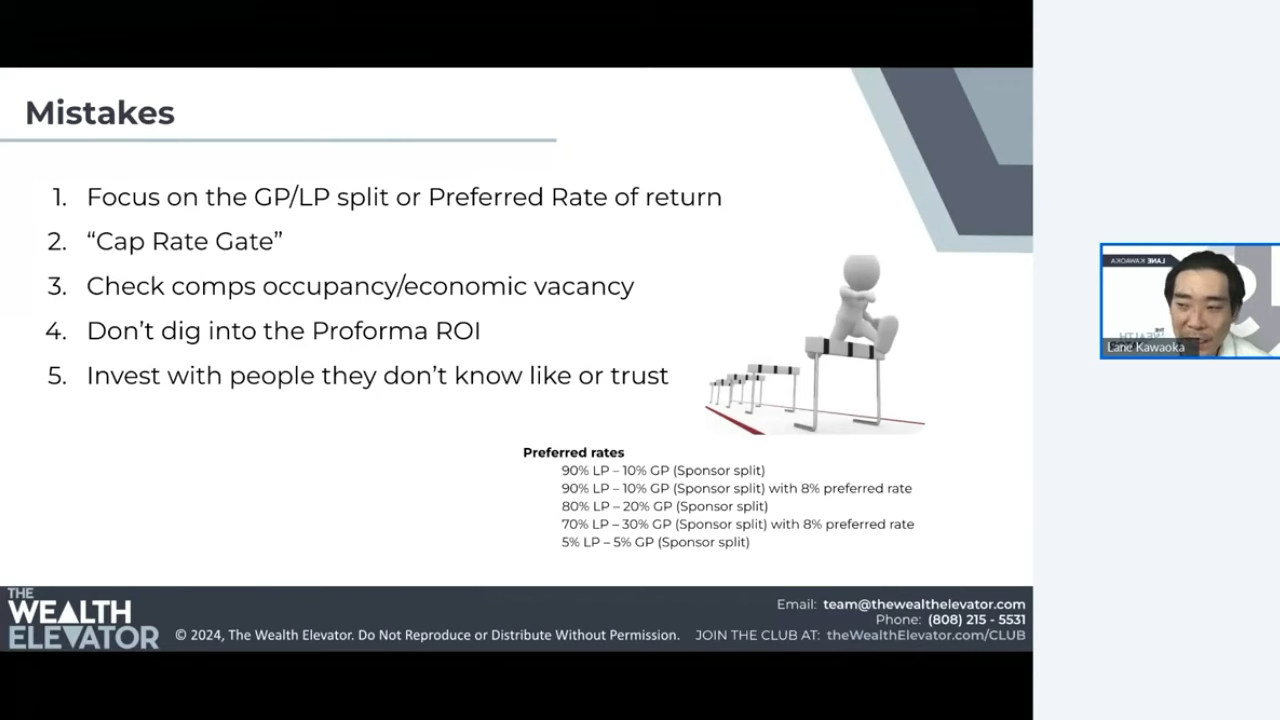 Mistakes
1. Focus on the GP/LP split or Preferred Rate of return
2. “Cap Rate Gate”
3. Check comps occupancy/economic vacancy
4. Don’t dig into the Proforma ROI
5. Invest with people they don’t know like or trust
Preferred rates
90% LP – 10% GP (Sponsor split)
90% LP – 10% GP (Sponsor split) with 8% preferred rate
80% LP – 20% GP (Sponsor split)
70% LP – 30% GP (Sponsor split) with 8% preferred rate
5% LP – 5% GP (Sponsor split)
THE
WEALTH
ELEVATOR
© 2024, The Wealth Elevator. Do Not Reproduce or Distribute Without Permission.
Email: team@thewealthelevator.com
Phone: (808) 215 - 5531
JOIN THE CLUB AT: theWealthElevator.com/CLUB
LANE KAWAOKA
Lane Kawaoka